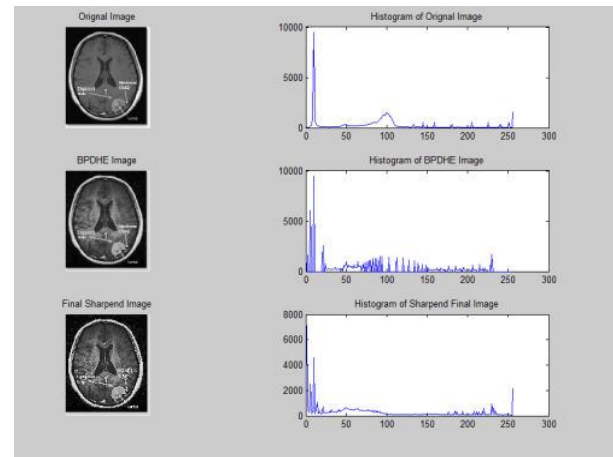 Orignal Image
Histogram of Orignal Image
10000
5000
0
0 50 100 150 200 250 300
BPDHE Image
Histogram of BPDHE Image
10000
5000
0
0 50 100 150 200 250 300
Final Sharpend Image
Histogram of Sharpend Final Image
8000
6000
4000
2000
0
0 50 100 150 200 250 300